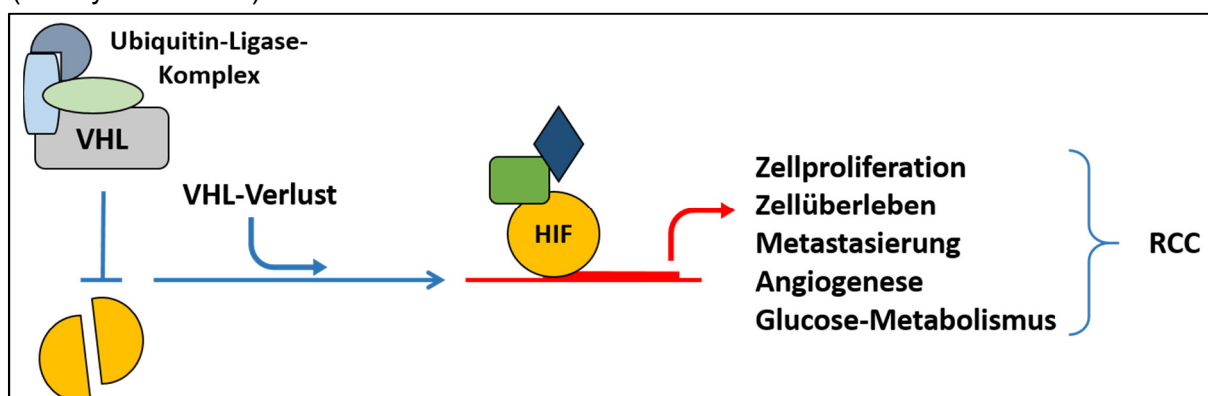 Ubiquitin-Ligase-
Komplex
VHL
VHL-Verlust
HIF
Zellproliferation
Zellüberleben
Metastasierung
Angiogenese
Glucose-Metabolismus
RCC